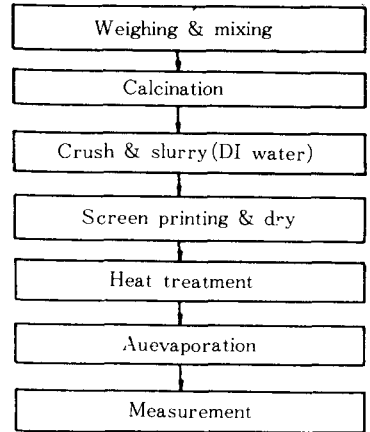 Weighing & mixing
Calcination
Crush & slurry(DI water)
Screen printing & dry
Heat treatment
Auevaporation
Measurement